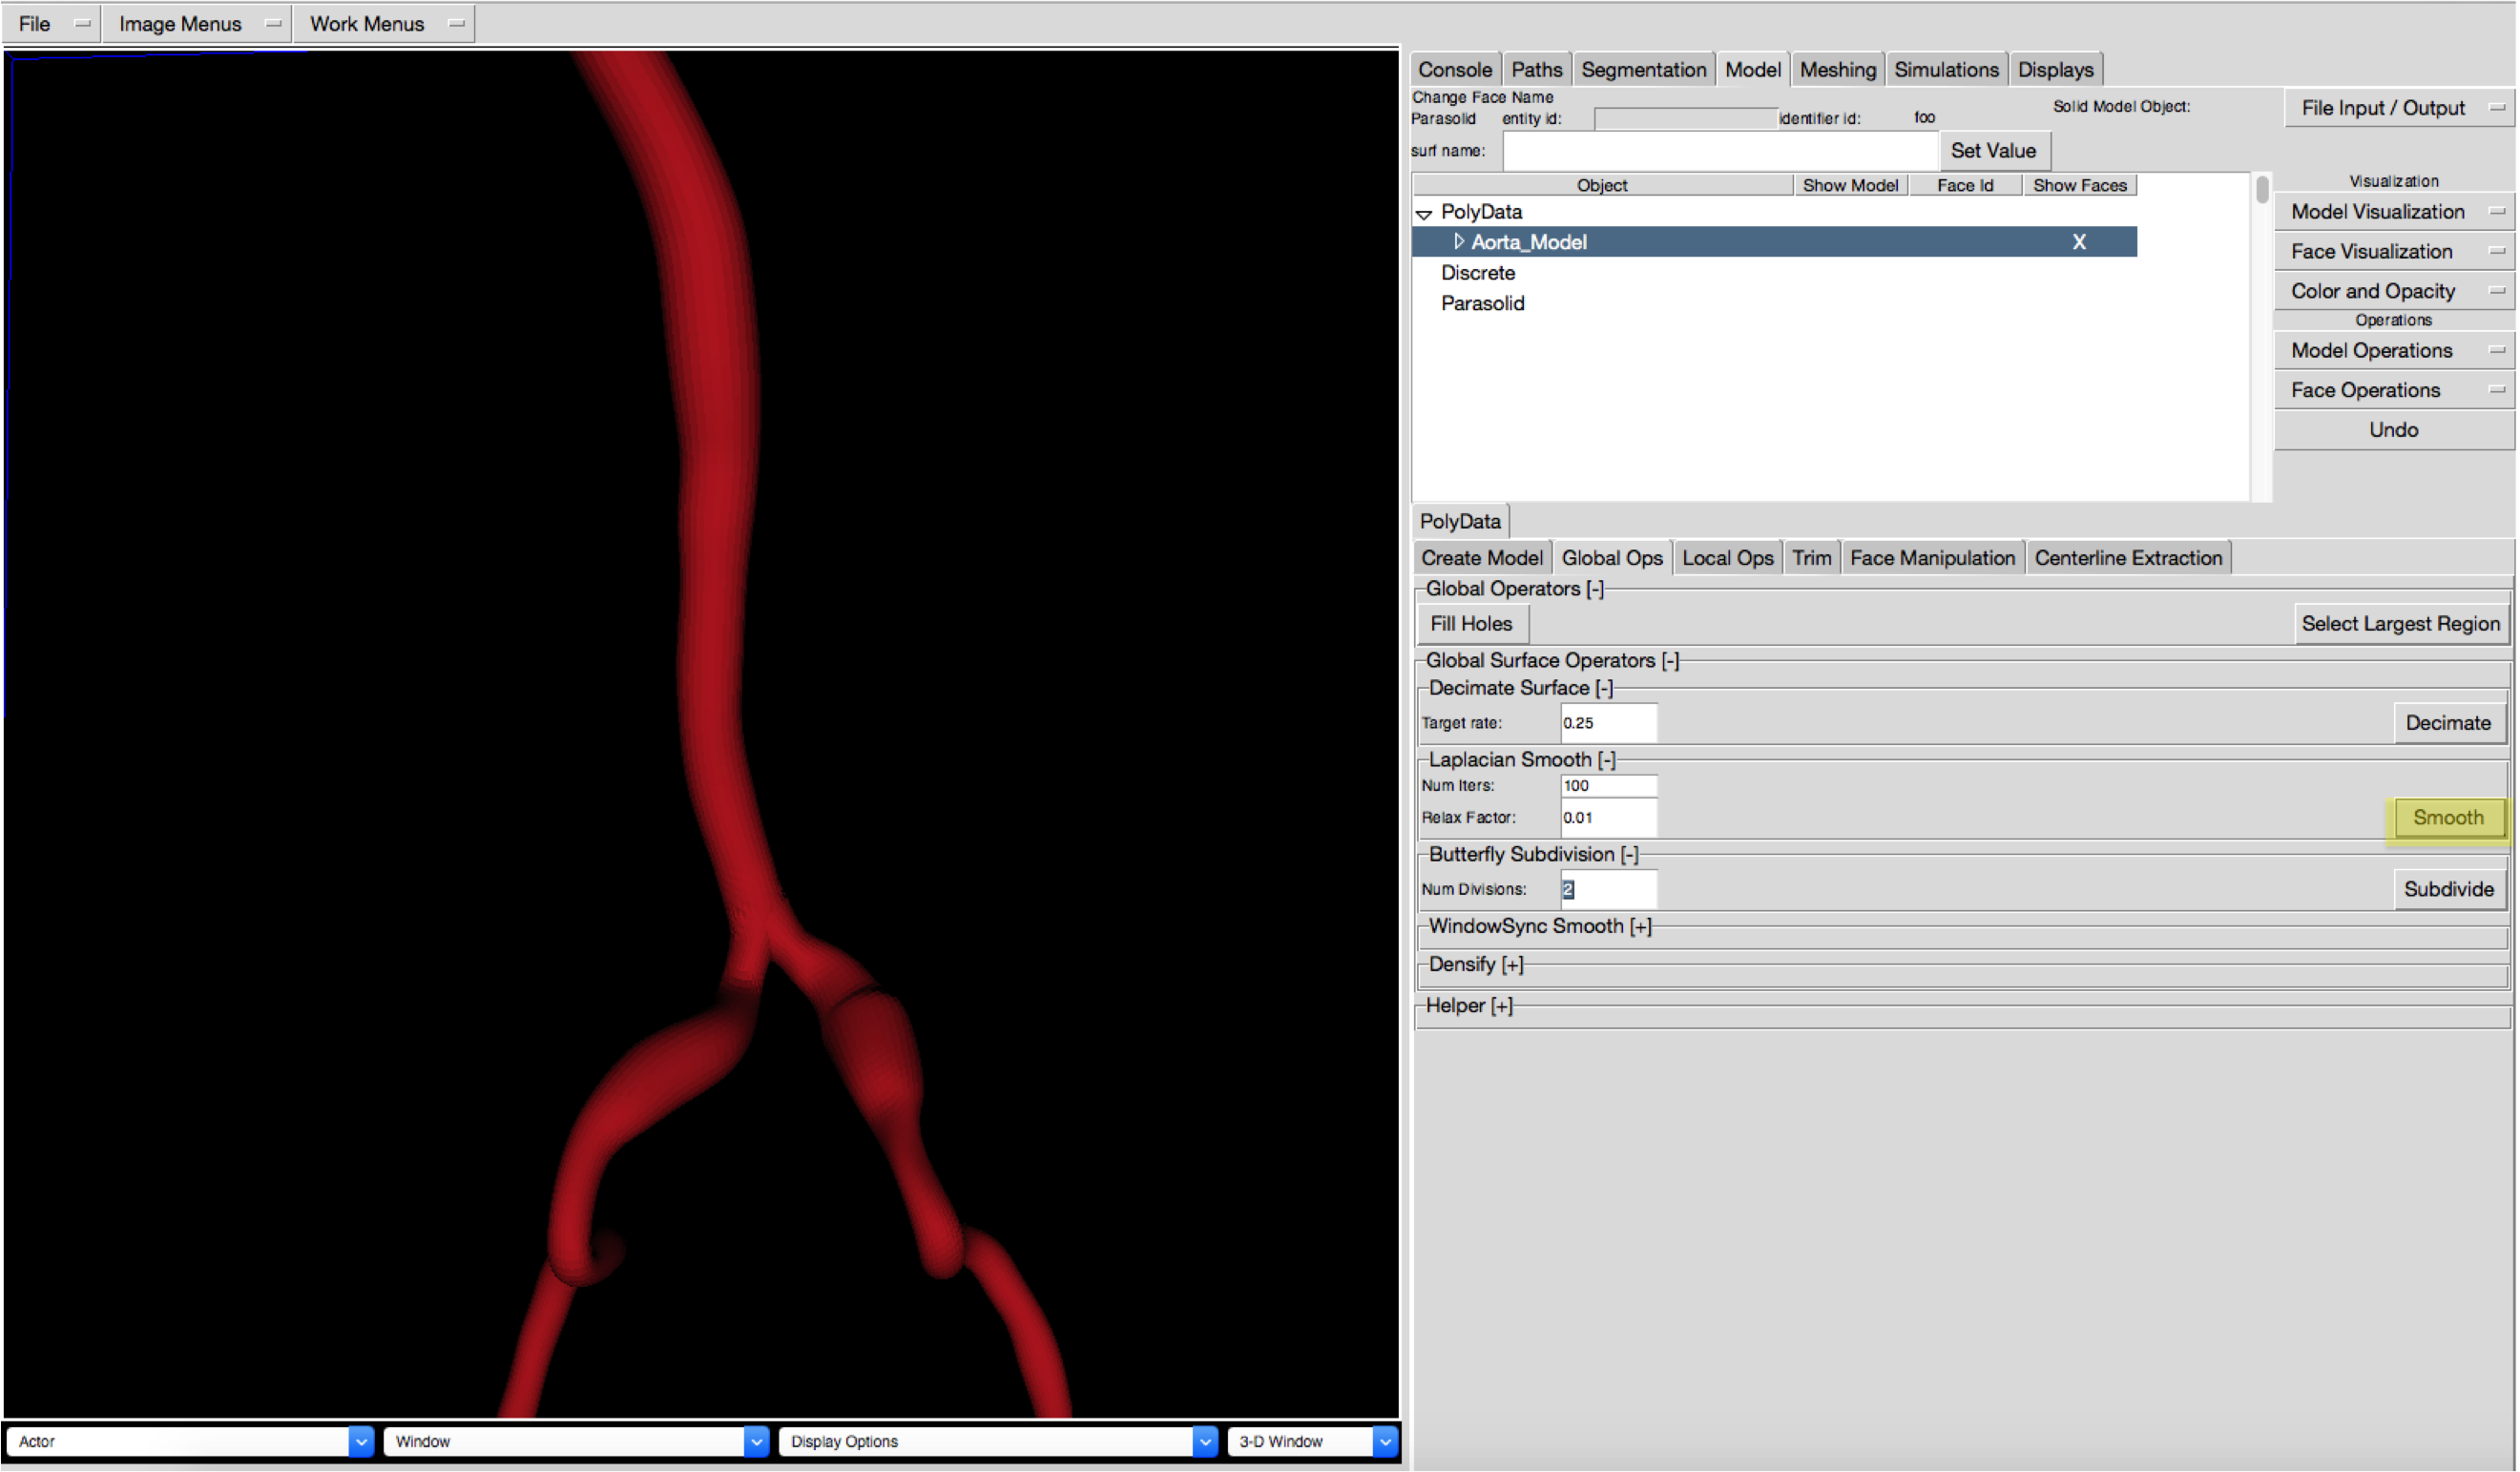 File Image Menus Work Menus
Console Paths Segmentation Model Meshing Simulations Displays
Change Face Name
Parasolid entity id: identifier id: foo Solid Model Object: File Input / Output
surf name: Set Value
Object Show Model Face Id Show Faces
Visualization
PolyData
Model Visualization
Aorta_Model X
Face Visualization
Discrete
Color and Opacity
Parasolid
Operations
Model Operations
Face Operations
Undo
PolyData
Create Model Global Ops Local Ops Trim Face Manipulation Centerline Extraction
Global Operators [-]
Fill Holes Select Largest Region
Global Surface Operators [-]
Decimate Surface [-]
Target rate: 0.25 Decimate
Laplacian Smooth [-]
Num Iters: 100
Relax Factor: 0.01 Smooth
Butterfly Subdivision [-]
Num Divisions: 2 Subdivide
WindowSync Smooth [+]
Densify [+]
Helper [+]
Actor Window Display Options 3-D Window